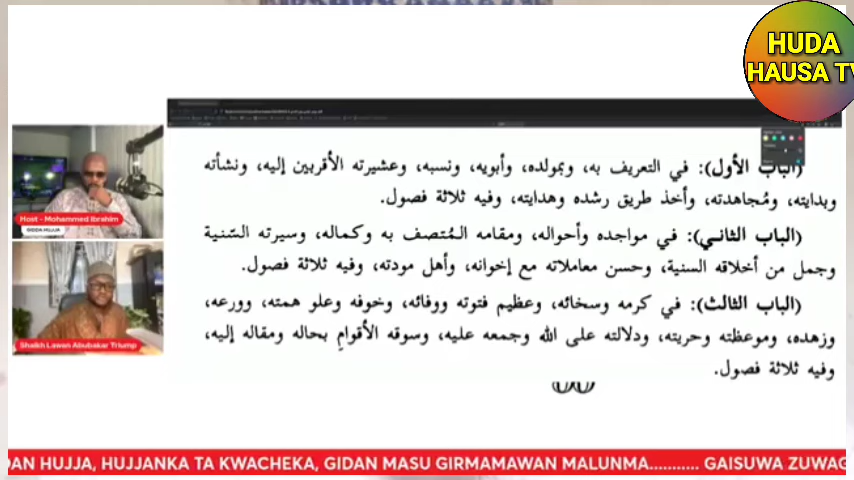 HUDA
HAUSA TV
(الباب الأول): في التعريف به، وبمولده، وأبويه، ونسبه، وعشيرته الأقربين إليه، ونشأته
وبدايته، ومُجاهدته، وأخذ طريق رشده وهدايته، وفيه ثلاثة فصول.
(الباب الثاني): في مواجده وأحواله، ومقامه المُتصف به وكماله، وسيرته السّنية
وجمل من أخلاقه السنية، وحسن معاملاته مع إخوانه، وأهل مودته، وفيه ثلاثة فصول.
(الباب الثالث): في كرمه وسخائه، وعظيم فتوته ووفائه، وخوفه وعلو همته، وورعه،
وزهده، وموعظته وحريته، ودلالته على الله وجمعه عليه، وسوقه الأقوامِ بحاله ومقاله إليه،
وفيه ثلاثة فصول.
Host - Mohammed Ibrahim
GIDAN HUJJA
Shaikh Lawan Abubakar Triump
DAN HUJJA, HUJJANKA TA KWACHEKA, GIDAN MASU GIRMAMAWAN MALUNMA.......... GAISUWA ZUWAG